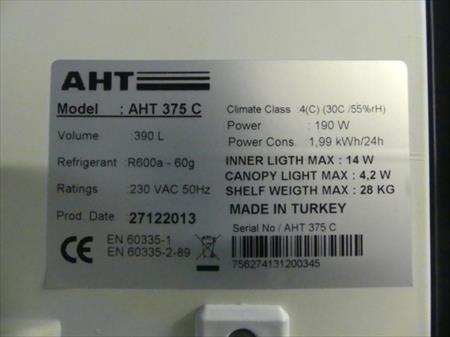 AHT
Model : AHT 375 C
Volume : 390 L
Refrigerant : R600a - 60g
Ratings : 230 VAC 50Hz
Prod. Date 27122013
CE EN 60335-1
EN 60335-2-89
Climate Class :4(C) (30C /55%rH)
Power : 190 W
Power Cons. : 1,99 kWh/24h
INNER LIGTH MAX : 14 W
CANOPY LIGHT MAX : 4,2 W
SHELF WEIGTH MAX : 28 KG
MADE IN TURKEY
Serial No / AHT 375 C
756274131200345